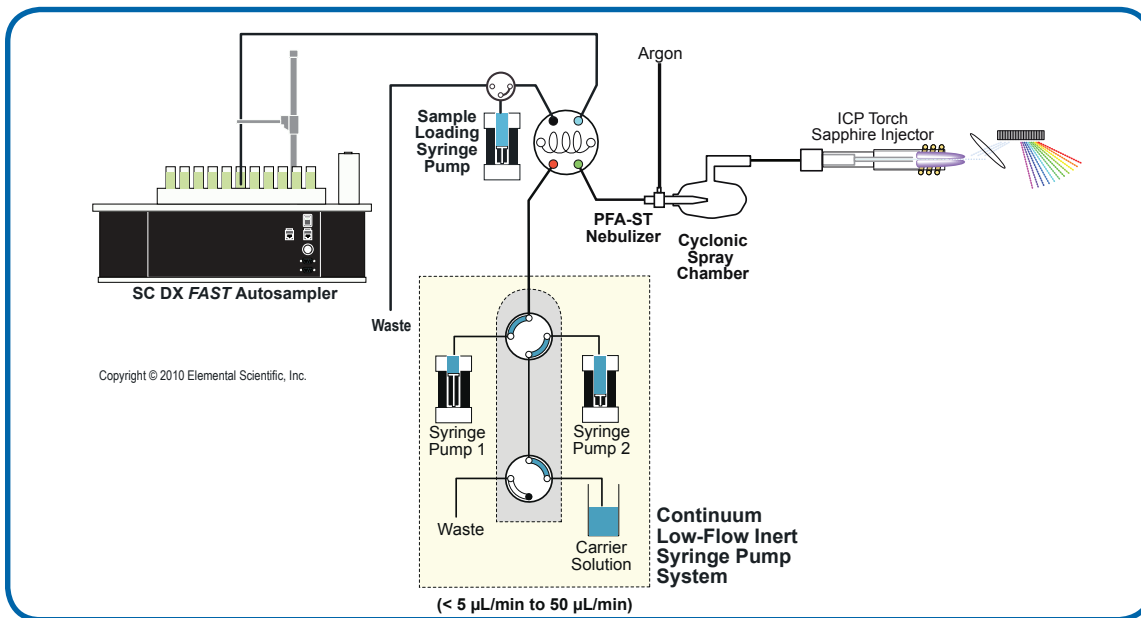 Argon
ICP Torch
Sapphire Injector
Sample
Loading
Syringe
Pump
PFA-ST
Nebulizer
Cyclonic
Spray
Chamber
SC DX FAST Autosampler
Waste
Copyright © 2010 Elemental Scientific, Inc.
Syringe
Pump 1
Syringe
Pump 2
Waste
Carrier
Solution
Continuum
Low-Flow Inert
Syringe Pump
System
(< 5 µL/min to 50 µL/min)